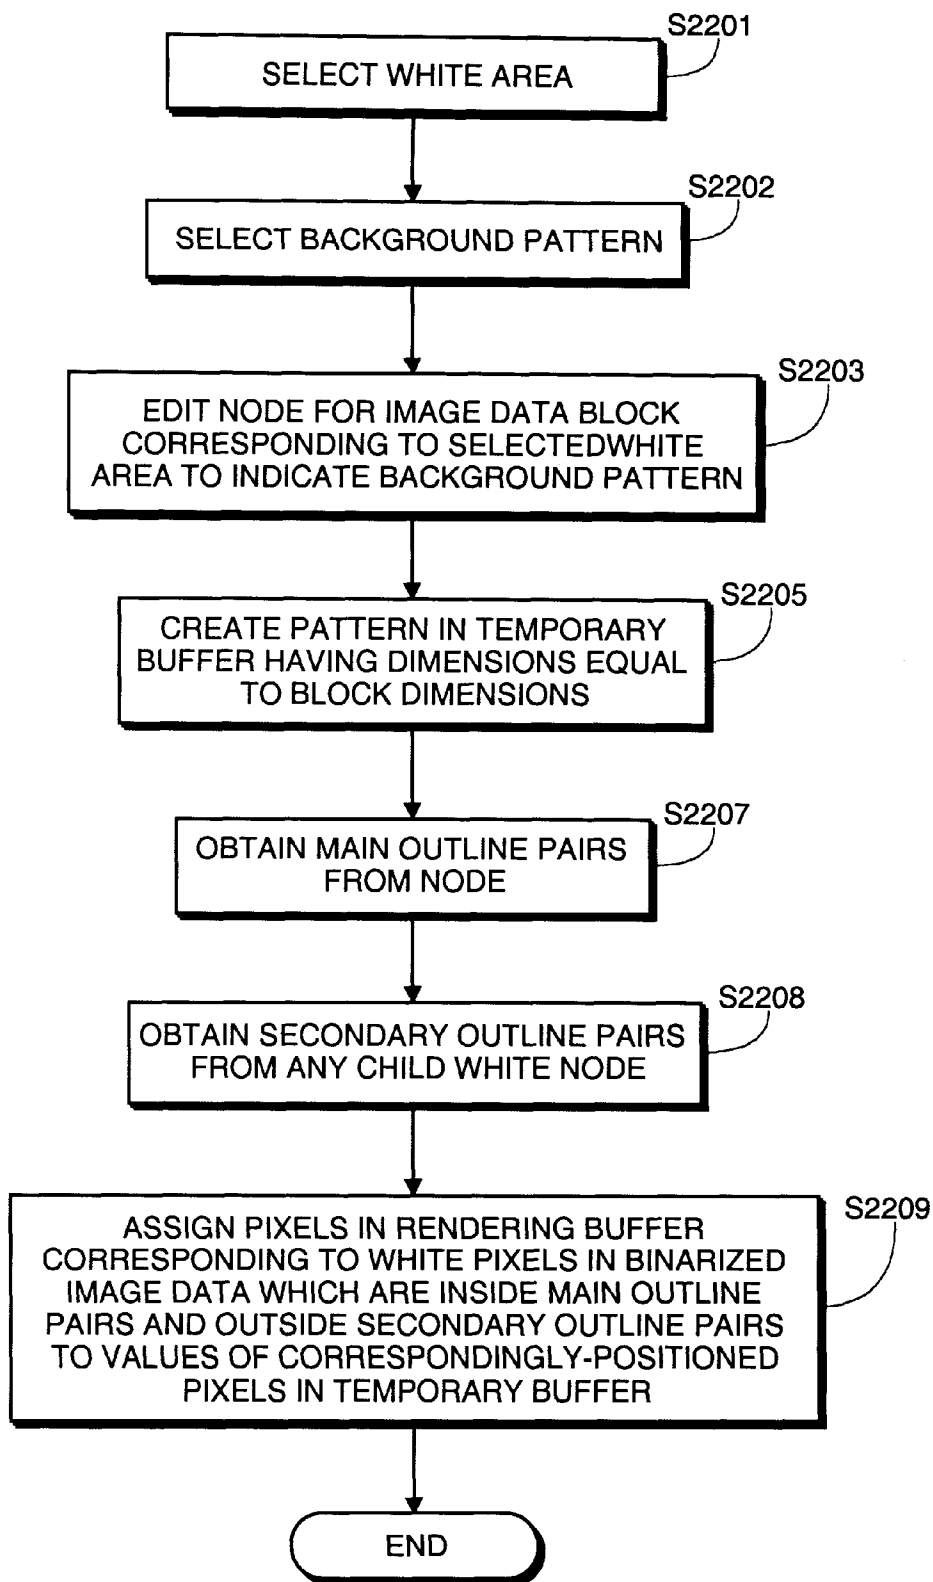 S2201
SELECT WHITE AREA
S2202
SELECT BACKGROUND PATTERN
S2203
EDIT NODE FOR IMAGE DATA BLOCK
CORRESPONDING TO SELECTEDWHITE
AREA TO INDICATE BACKGROUND PATTERN
S2205
CREATE PATTERN IN TEMPORARY
BUFFER HAVING DIMENSIONS EQUAL
TO BLOCK DIMENSIONS
S2207
OBTAIN MAIN OUTLINE PAIRS
FROM NODE
S2208
OBTAIN SECONDARY OUTLINE PAIRS
FROM ANY CHILD WHITE NODE
S2209
ASSIGN PIXELS IN RENDERING BUFFER
CORRESPONDING TO WHITE PIXELS IN BINARIZED
IMAGE DATA WHICH ARE INSIDE MAIN OUTLINE
PAIRS AND OUTSIDE SECONDARY OUTLINE PAIRS
TO VALUES OF CORRESPONDINGLY-POSITIONED
PIXELS IN TEMPORARY BUFFER
END